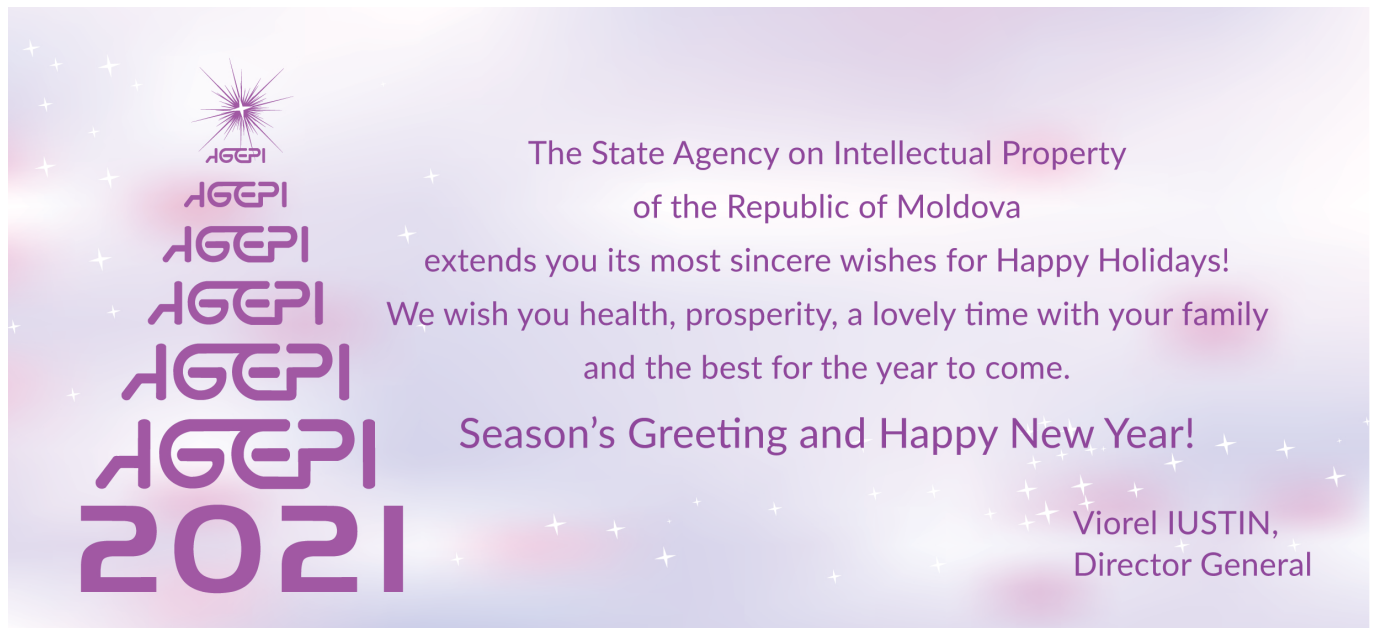 AGEPI
AGEPI
AGEPI
AGEPI
AGEPI
AGEPI
2021
The State Agency on Intellectual Property
of the Republic of Moldova
extends you its most sincere wishes for Happy Holidays!
We wish you health, prosperity, a lovely time with your family
and the best for the year to come.
Season's Greeting and Happy New Year!
Viorel IUSTIN,
Director General